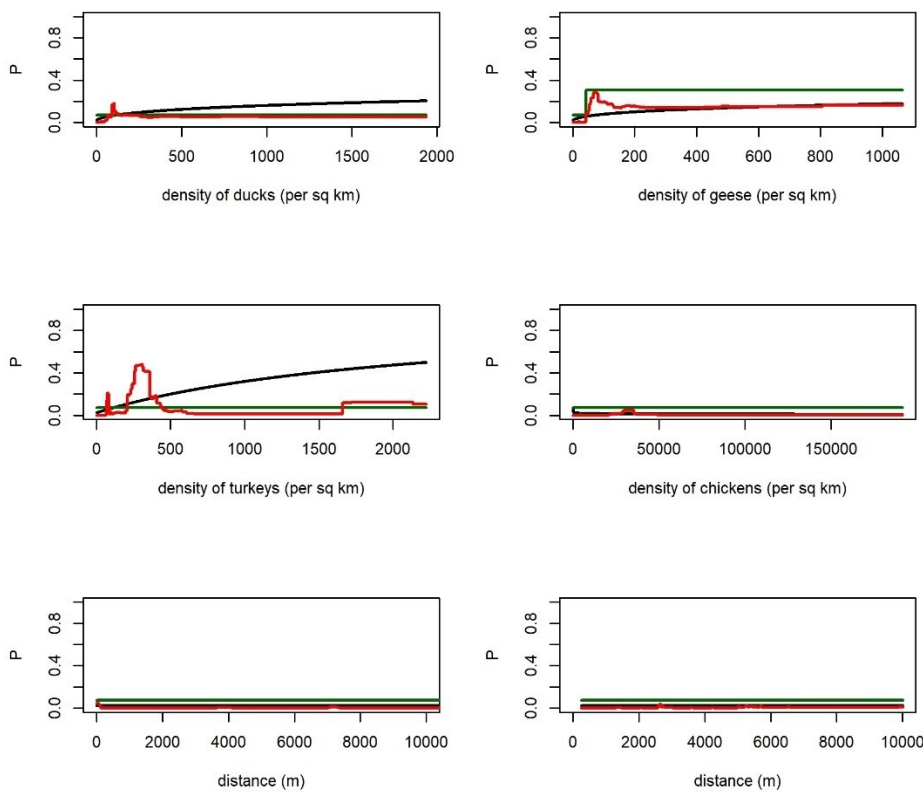 P
0.0 0.4 0.8
0 500 1000 1500 2000
density of ducks (per sq km)
P
0.0 0.4 0.8
0 200 400 600 800 1000
density of geese (per sq km)
P
0.0 0.4 0.8
0 500 1000 1500 2000
density of turkeys (per sq km)
P
0.0 0.4 0.8
0 50000 100000 150000
density of chickens (per sq km)
P
0.0 0.4 0.8
0 2000 4000 6000 8000 10000
distance (m)
P
0.0 0.4 0.8
0 2000 4000 6000 8000 10000
distance (m)